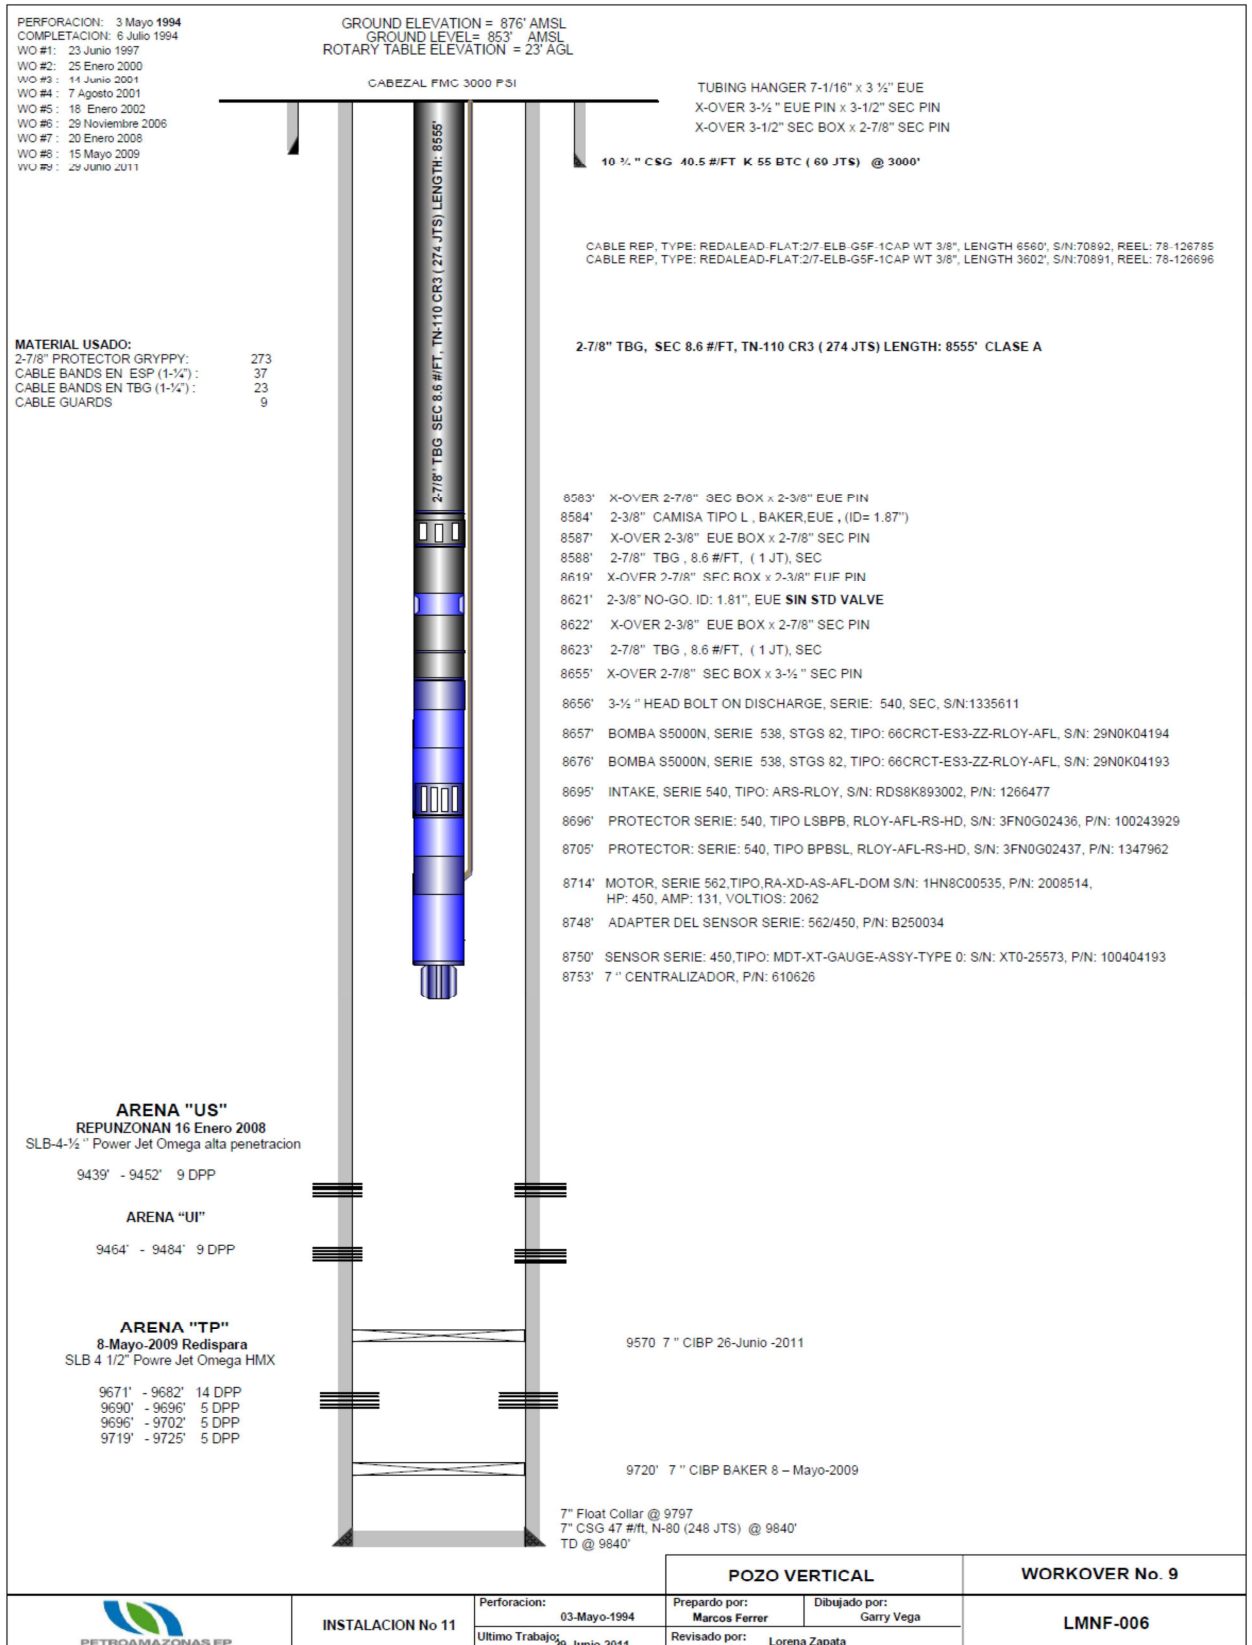 PERFORACION: 3 Mayo 1994
COMPLETACION: 6 Julio 1994
WO #1: 23 Junio 1997
WO #2: 25 Enero 2000
WO #3 : 14 Junio 2001
WO #4 : 7 Agosto 2001
WO #5 : 18 Enero 2002
WO #6 : 29 Noviembre 2006
WO #7 : 20 Enero 2008
WO #8 : 15 Mayo 2009
WO #9 : 29 Junio 2011
GROUND ELEVATION = 876' AMSL
GROUND LEVEL= 853' AMSL
ROTARY TABLE ELEVATION = 23' AGL
CABEZAL FMC 3000 PSI
TUBING HANGER 7-1/16" x 3 ½" EUE
X-OVER 3-½ " EUE PIN x 3-1/2" SEC PIN
X-OVER 3-1/2" SEC BOX x 2-7/8" SEC PIN
10 ¾ " CSG 40.5 #/FT K 55 BTC ( 69 JTS) @ 3000'
CABLE REP, TYPE: REDALEAD-FLAT:2/7-ELB-G5F-1CAP WT 3/8", LENGTH 6560', S/N:70892, REEL: 78-126785
CABLE REP, TYPE: REDALEAD-FLAT:2/7-ELB-G5F-1CAP WT 3/8", LENGTH 3602', S/N:70891, REEL: 78-126696
2-7/8" TBG SEC 8.6 #/FT, TN-110 CR3 ( 274 JTS) LENGTH: 8555'
MATERIAL USADO:
2-7/8" PROTECTOR GRYPPY: 273
CABLE BANDS EN ESP (1-¼") : 37
CABLE BANDS EN TBG (1-¼") : 23
CABLE GUARDS 9
2-7/8" TBG, SEC 8.6 #/FT, TN-110 CR3 ( 274 JTS) LENGTH: 8555' CLASE A
8583' X-OVER 2-7/8" SEC BOX x 2-3/8" EUE PIN
8584' 2-3/8" CAMISA TIPO L , BAKER,EUE , (ID= 1.87")
8587' X-OVER 2-3/8" EUE BOX x 2-7/8" SEC PIN
8588' 2-7/8" TBG , 8.6 #/FT, ( 1 JT), SEC
8619' X-OVER 2-7/8" SEC BOX x 2-3/8" EUE PIN
8621' 2-3/8" NO-GO. ID: 1.81", EUE SIN STD VALVE
8622' X-OVER 2-3/8" EUE BOX x 2-7/8" SEC PIN
8623' 2-7/8" TBG , 8.6 #/FT, ( 1 JT), SEC
8655' X-OVER 2-7/8" SEC BOX x 3-½ " SEC PIN
8656' 3-½ " HEAD BOLT ON DISCHARGE, SERIE: 540, SEC, S/N:1335611
8657' BOMBA S5000N, SERIE 538, STGS 82, TIPO: 66CRCT-ES3-ZZ-RLOY-AFL, S/N: 29N0K04194
8676' BOMBA S5000N, SERIE 538, STGS 82, TIPO: 66CRCT-ES3-ZZ-RLOY-AFL, S/N: 29N0K04193
8695' INTAKE, SERIE 540, TIPO: ARS-RLOY, S/N: RDS8K893002, P/N: 1266477
8696' PROTECTOR SERIE: 540, TIPO LSBPB, RLOY-AFL-RS-HD, S/N: 3FN0G02436, P/N: 100243929
8705' PROTECTOR: SERIE: 540, TIPO BPBSL, RLOY-AFL-RS-HD, S/N: 3FN0G02437, P/N: 1347962
8714' MOTOR, SERIE 562,TIPO,RA-XD-AS-AFL-DOM S/N: 1HN8C00535, P/N: 2008514,
HP: 450, AMP: 131, VOLTIOS: 2062
8748' ADAPTER DEL SENSOR SERIE: 562/450, P/N: B250034
8750' SENSOR SERIE: 450,TIPO: MDT-XT-GAUGE-ASSY-TYPE 0: S/N: XT0-25573, P/N: 100404193
8753' 7 " CENTRALIZADOR, P/N: 610626
ARENA "US"
REPUNZONAN 16 Enero 2008
SLB-4-½ " Power Jet Omega alta penetracion
9439' - 9452' 9 DPP
ARENA "UI"
9464' - 9484' 9 DPP
ARENA "TP"
8-Mayo-2009 Redispara
SLB 4 1/2" Powre Jet Omega HMX
9671' - 9682' 14 DPP
9690' - 9696' 5 DPP
9696' - 9702' 5 DPP
9719' - 9725' 5 DPP
9570 7 " CIBP 26-Junio -2011
9720' 7 " CIBP BAKER 8 – Mayo-2009
7" Float Collar @ 9797
7" CSG 47 #/ft, N-80 (248 JTS) @ 9840'
TD @ 9840'
POZO VERTICAL
WORKOVER No. 9
PETROAMAZONAS EP
INSTALACION No 11
Perforacion:
03-Mayo-1994
Ultimo Trabajo:
29 Junio 2011
Prepardo por:
Marcos Ferrer
Dibujado por:
Garry Vega
Revisado por: Lorena Zapata
LMNF-006